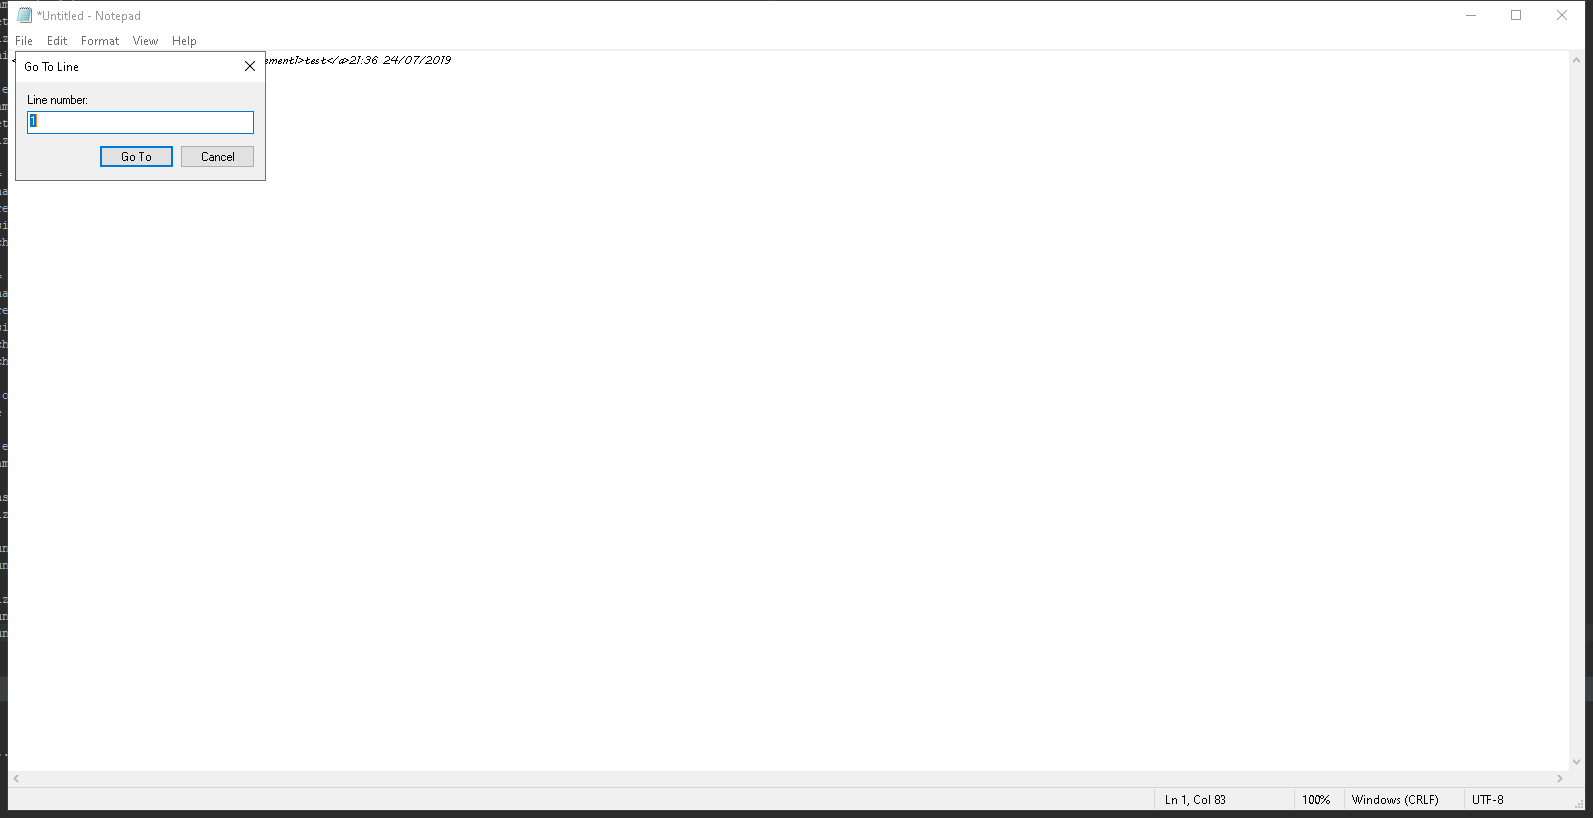 *Untitled - Notepad
File Edit Format View Help
ement1>test</a>21:36 24/07/2019
Go To Line
Line number:
1
Go To Cancel
Ln 1, Col 83 100% Windows (CRLF) UTF-8